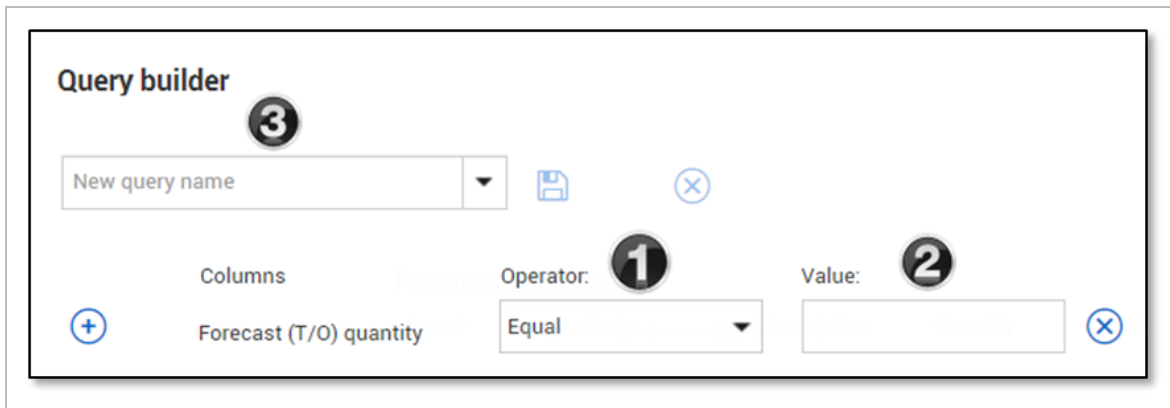 Query builder
3
New query name
Columns Operator: 1 Value: 2
Forecast (T/O) quantity Equal